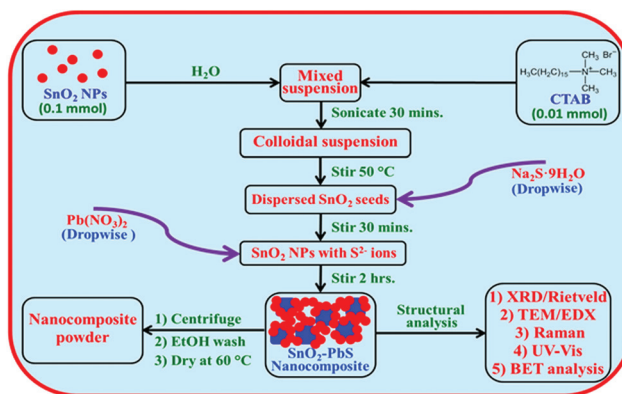 SnO₂ NPs
(0.1 mmol)
H₂O
Mixed
suspension
CH₃ Br⁻
H₃C(H₂C)₁₅—N⁺—CH₃
CH₃
CTAB
(0.01 mmol)
Sonicate 30 mins.
Colloidal suspension
Stir 50 °C
Na₂S·9H₂O
(Dropwise)
Dispersed SnO₂ seeds
Pb(NO₃)₂
(Dropwise )
Stir 30 mins.
SnO₂ NPs with S²⁻ ions
Stir 2 hrs.
Nanocomposite
powder
1) Centrifuge
2) EtOH wash
3) Dry at 60 °C
SnO₂-PbS
Nanocomposite
Structural
analysis
1) XRD/Rietveld
2) TEM/EDX
3) Raman
4) UV-Vis
5) BET analysis